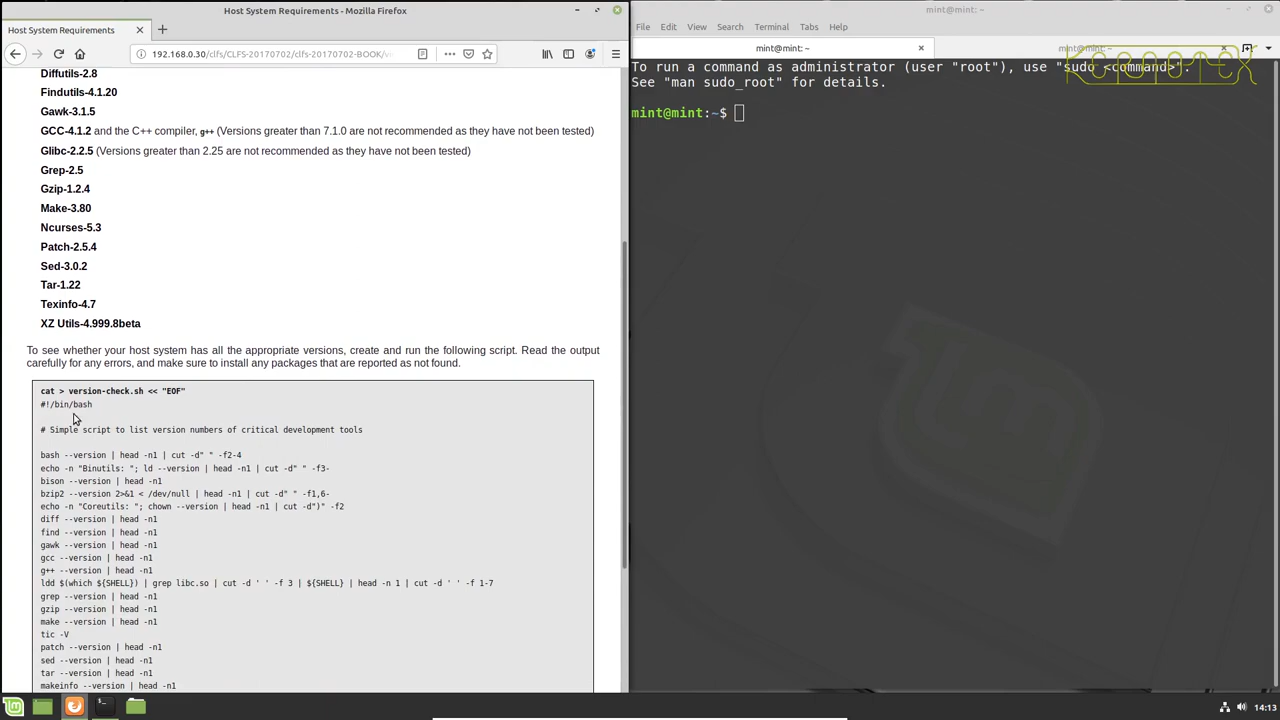 Host System Requirements - Mozilla Firefox
Host System Requirements
192.168.0.30/clfs/CLFS-20170702/clfs-20170702-BOOK/
Diffutils-2.8
Findutils-4.1.20
Gawk-3.1.5
GCC-4.1.2 and the C++ compiler, g++ (Versions greater than 7.1.0 are not recommended as they have not been tested)
Glibc-2.2.5 (Versions greater than 2.25 are not recommended as they have not been tested)
Grep-2.5
Gzip-1.2.4
Make-3.80
Ncurses-5.3
Patch-2.5.4
Sed-3.0.2
Tar-1.22
Texinfo-4.7
XZ Utils-4.999.8beta
To see whether your host system has all the appropriate versions, create and run the following script. Read the output
carefully for any errors, and make sure to install any packages that are reported as not found.
cat > version-check.sh << "EOF"
#!/bin/bash
# Simple script to list version numbers of critical development tools
bash --version | head -n1 | cut -d" " -f2-4
echo -n "Binutils: "; ld --version | head -n1 | cut -d" " -f3-
bison --version | head -n1
bzip2 --version 2>&1 < /dev/null | head -n1 | cut -d" " -f1,6-
echo -n "Coreutils: "; chown --version | head -n1 | cut -d")" -f2
diff --version | head -n1
find --version | head -n1
gawk --version | head -n1
gcc --version | head -n1
g++ --version | head -n1
ldd $(which ${SHELL}) | grep libc.so | cut -d ' ' -f 3 | ${SHELL} | head -n 1 | cut -d ' ' -f 1-7
grep --version | head -n1
gzip --version | head -n1
make --version | head -n1
tic -V
patch --version | head -n1
sed --version | head -n1
tar --version | head -n1
makeinfo --version | head -n1
mint@mint: ~
File Edit View Search Terminal Tabs Help
mint@mint: ~
mint@mint: ~
To run a command as administrator (user "root"), use "sudo <command>".
See "man sudo_root" for details.
mint@mint:~$
14:13